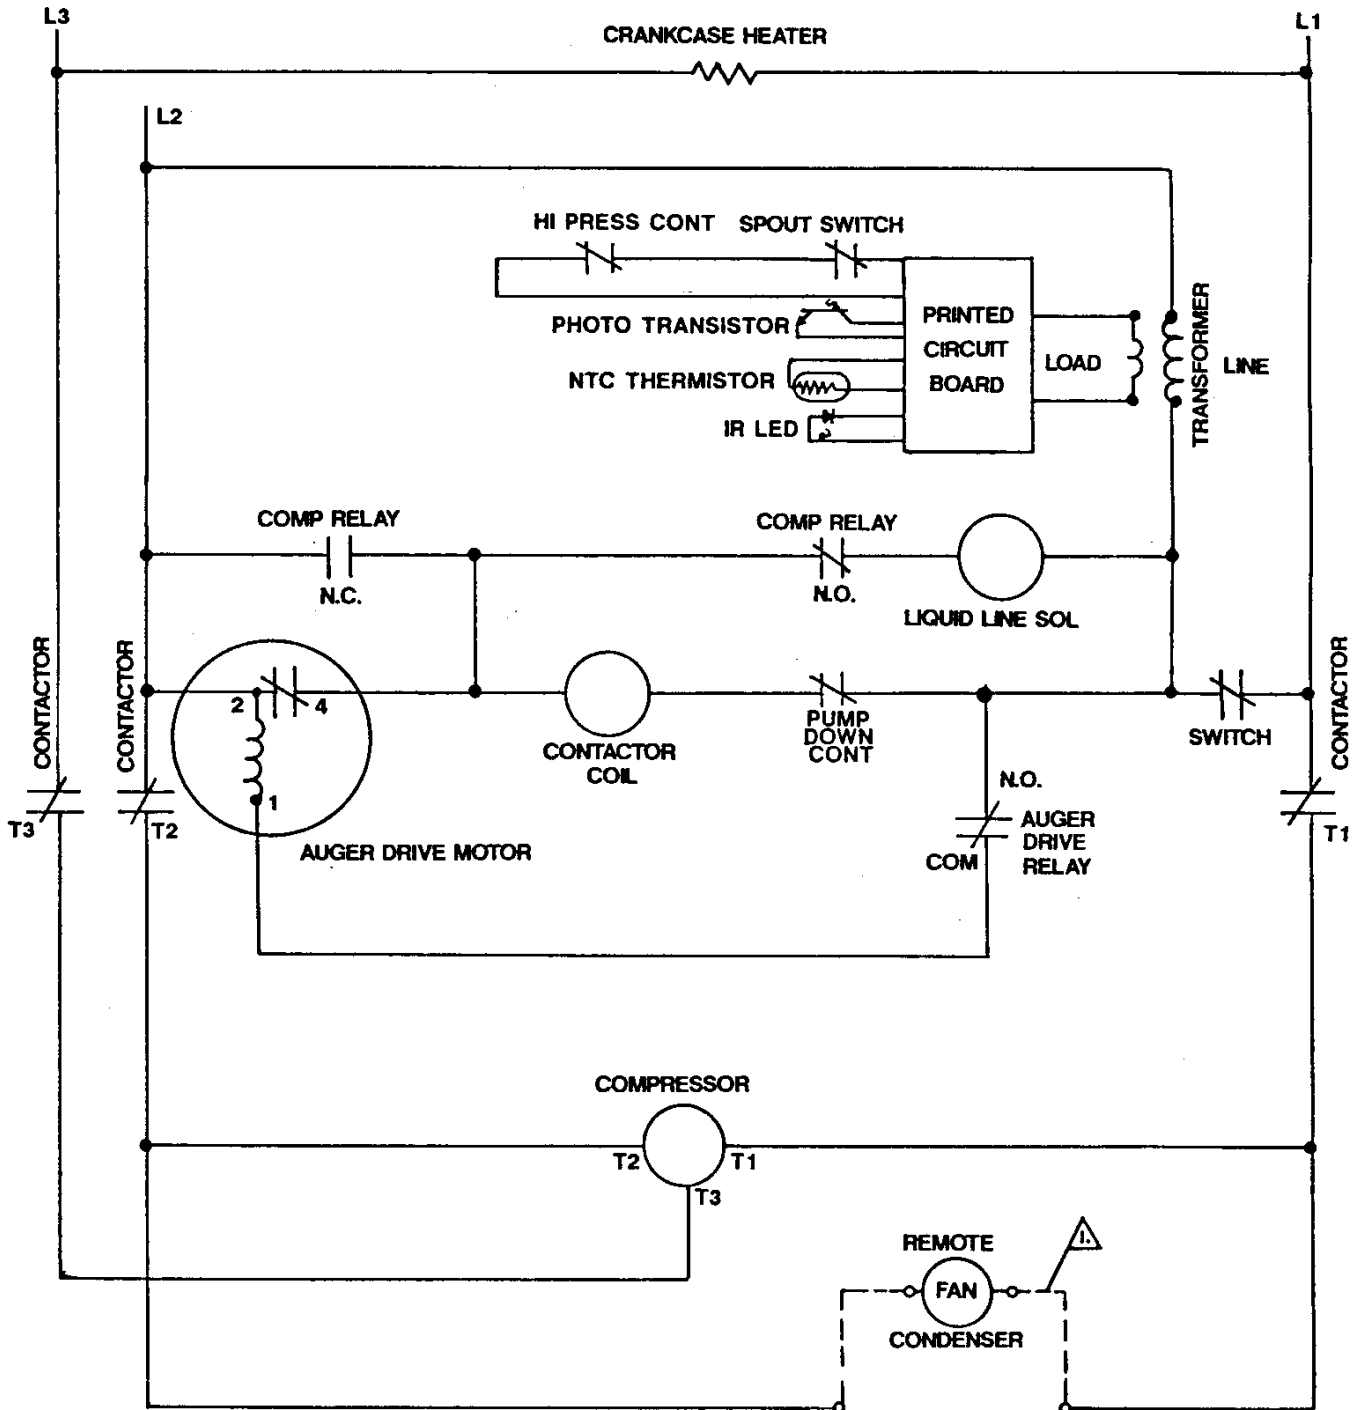 L3
L1
CRANKCASE HEATER
L2
HI PRESS CONT
SPOUT SWITCH
PHOTO TRANSISTOR
NTC THERMISTOR
IR LED
PRINTED
CIRCUIT
BOARD
LOAD
TRANSFORMER
LINE
COMP RELAY
N.C.
COMP RELAY
N.O.
LIQUID LINE SOL
CONTACTOR
CONTACTOR
2
4
1
CONTACTOR
COIL
PUMP
DOWN
CONT
SWITCH
CONTACTOR
T3
T2
AUGER DRIVE MOTOR
N.O.
AUGER
DRIVE
RELAY
COM
T1
COMPRESSOR
T2
T1
T3
REMOTE
FAN
CONDENSER
1.